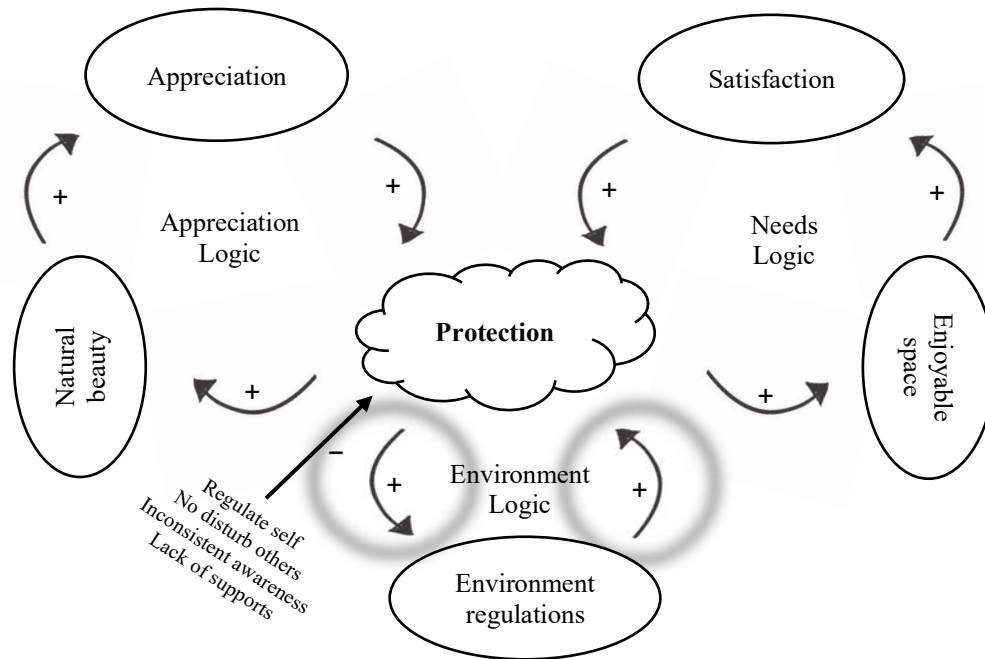 Appreciation
Satisfaction
+
+
+
+
Appreciation
Logic
Needs
Logic
Natural
beauty
Protection
Enjoyable
space
+
+
−
+
Environment
Logic
+
Regulate self
No disturb others
Inconsistent awareness
Lack of supports
Environment
regulations